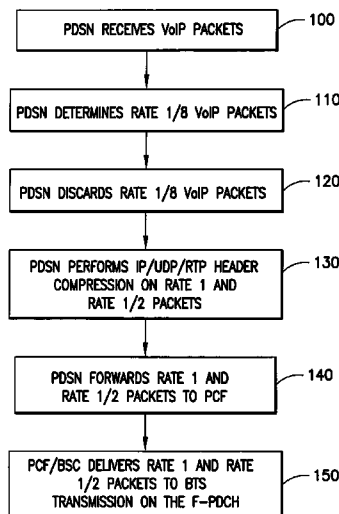 PDSN RECEIVES VoIP PACKETS
100
PDSN DETERMINES RATE 1/8 VoIP PACKETS
110
PDSN DISCARDS RATE 1/8 VoIP PACKETS
120
PDSN PERFORMS IP/UDP/RTP HEADER
COMPRESSION ON RATE 1 AND
RATE 1/2 PACKETS
130
PDSN FORWARDS RATE 1 AND
RATE 1/2 PACKETS TO PCF
140
PCF/BSC DELIVERS RATE 1 AND RATE
1/2 PACKETS TO BTS
TRANSMISSION ON THE F-PDCH
150